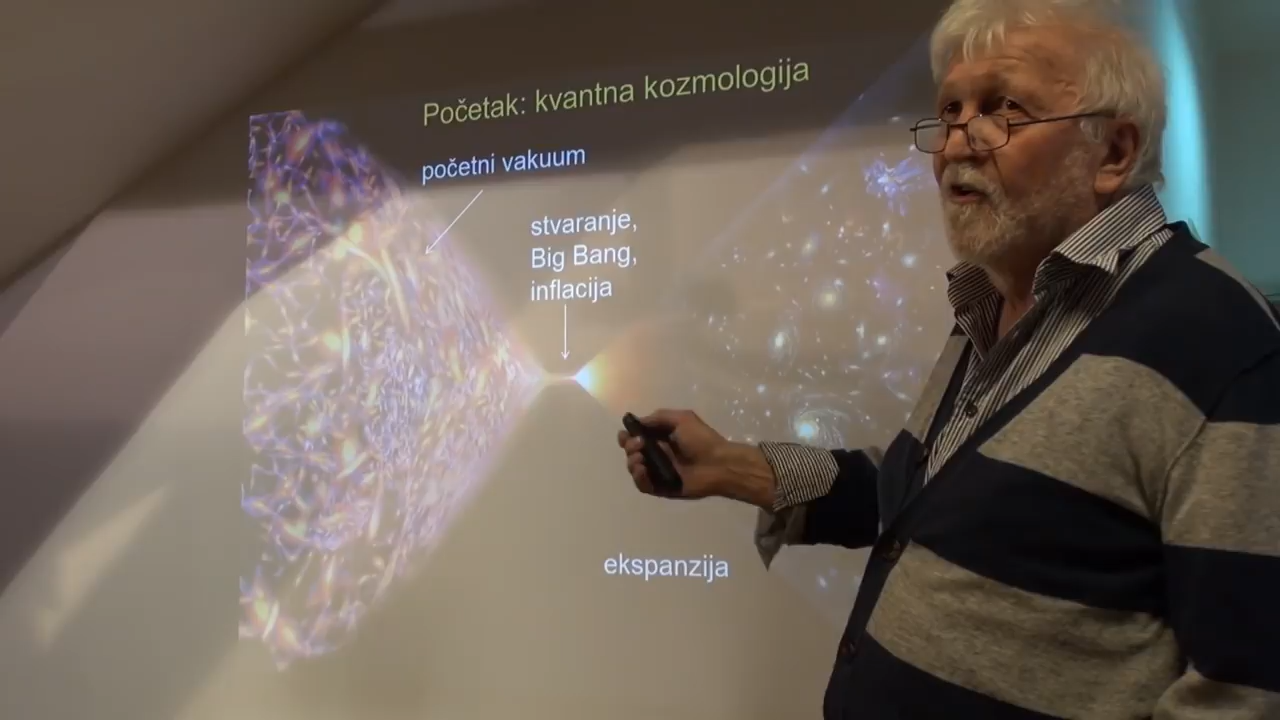 Početak: kvantna kozmologija
početni vakuum
stvaranje,
Big Bang,
inflacija
ekspanzija